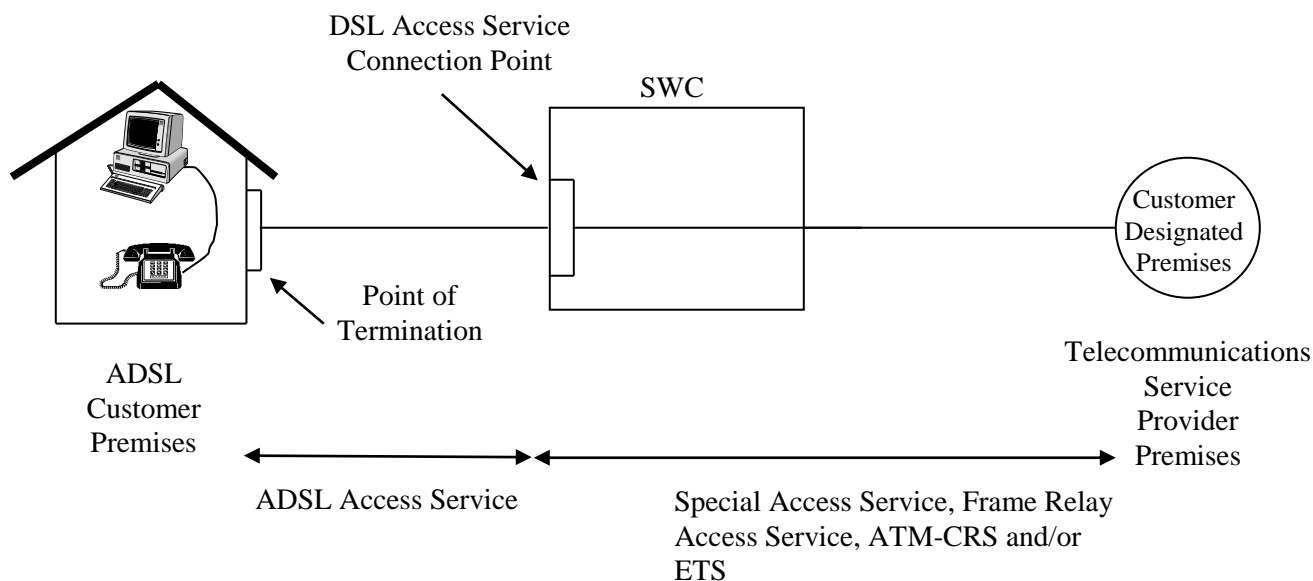 DSL Access Service
Connection Point
SWC
Customer
Designated
Premises
Point of
Termination
ADSL
Customer
Premises
Telecommunications
Service
Provider
Premises
ADSL Access Service
Special Access Service, Frame Relay
Access Service, ATM-CRS and/or
ETS